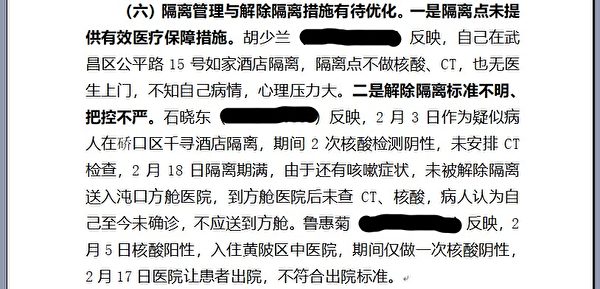 （六）隔离管理与解除隔离措施有待优化。一是隔离点未提
供有效医疗保障措施。胡少兰 反映，自己在武
昌区公平路 15 号如家酒店隔离，隔离点不做核酸、CT，也无医
生上门，不知自己病情，心理压力大。二是解除隔离标准不明、
把控不严。石晓东（ ）反映，2 月 3 日作为疑似病
人在硚口区千寻酒店隔离，期间 2 次核酸检测阴性，未安排 CT
检查，2 月 18 日隔离期满，由于还有咳嗽症状，未被解除隔离
送入沌口方舱医院，到方舱医院后未查 CT、核酸，病人认为自
己至今未确诊，不应送到方舱。鲁惠菊 反映，2
月 5 日核酸阳性，入住黄陂区中医院，期间仅做一次核酸阴性，
2 月 17 日医院让患者出院，不符合出院标准。